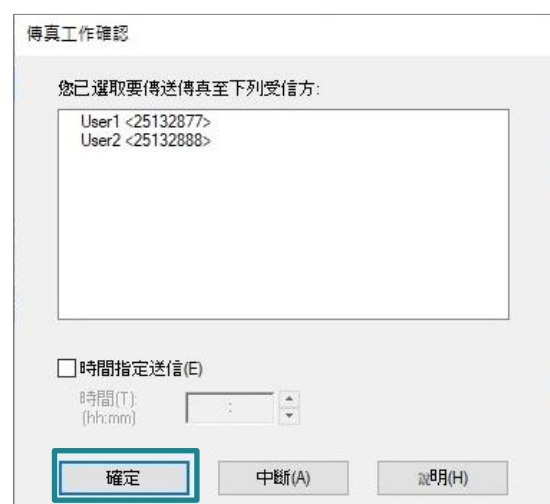 傳真工作確認
您已選取要傳送傳真至下列受信方:
User1 <25132877>
User2 <25132888>
時間指定送信(E)
時間(T):
(hh:mm)
:
確定 中斷(A) 說明(H)